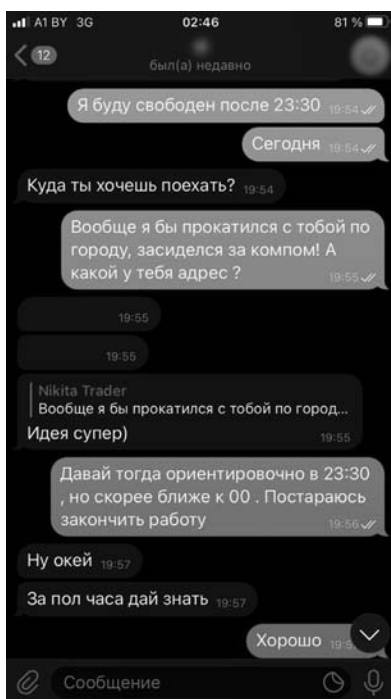 A1 BY 3G 02:46 81 %
12
был(а) недавно
Я буду свободен после 23:30 19:54
Сегодня 19:54
Куда ты хочешь поехать? 19:54
Вообще я бы прокатился с тобой по
городу, засиделся за компом! А
какой у тебя адрес ? 19:55
19:55
19:55
Nikita Trader
Вообще я бы прокатился с тобой по город...
Идея супер) 19:55
Давай тогда ориентировочно в 23:30
, но скорее ближе к 00 . Постараюсь
закончить работу 19:56
Ну окей 19:57
За пол часа дай знать 19:57
Хорошо
Сообщение